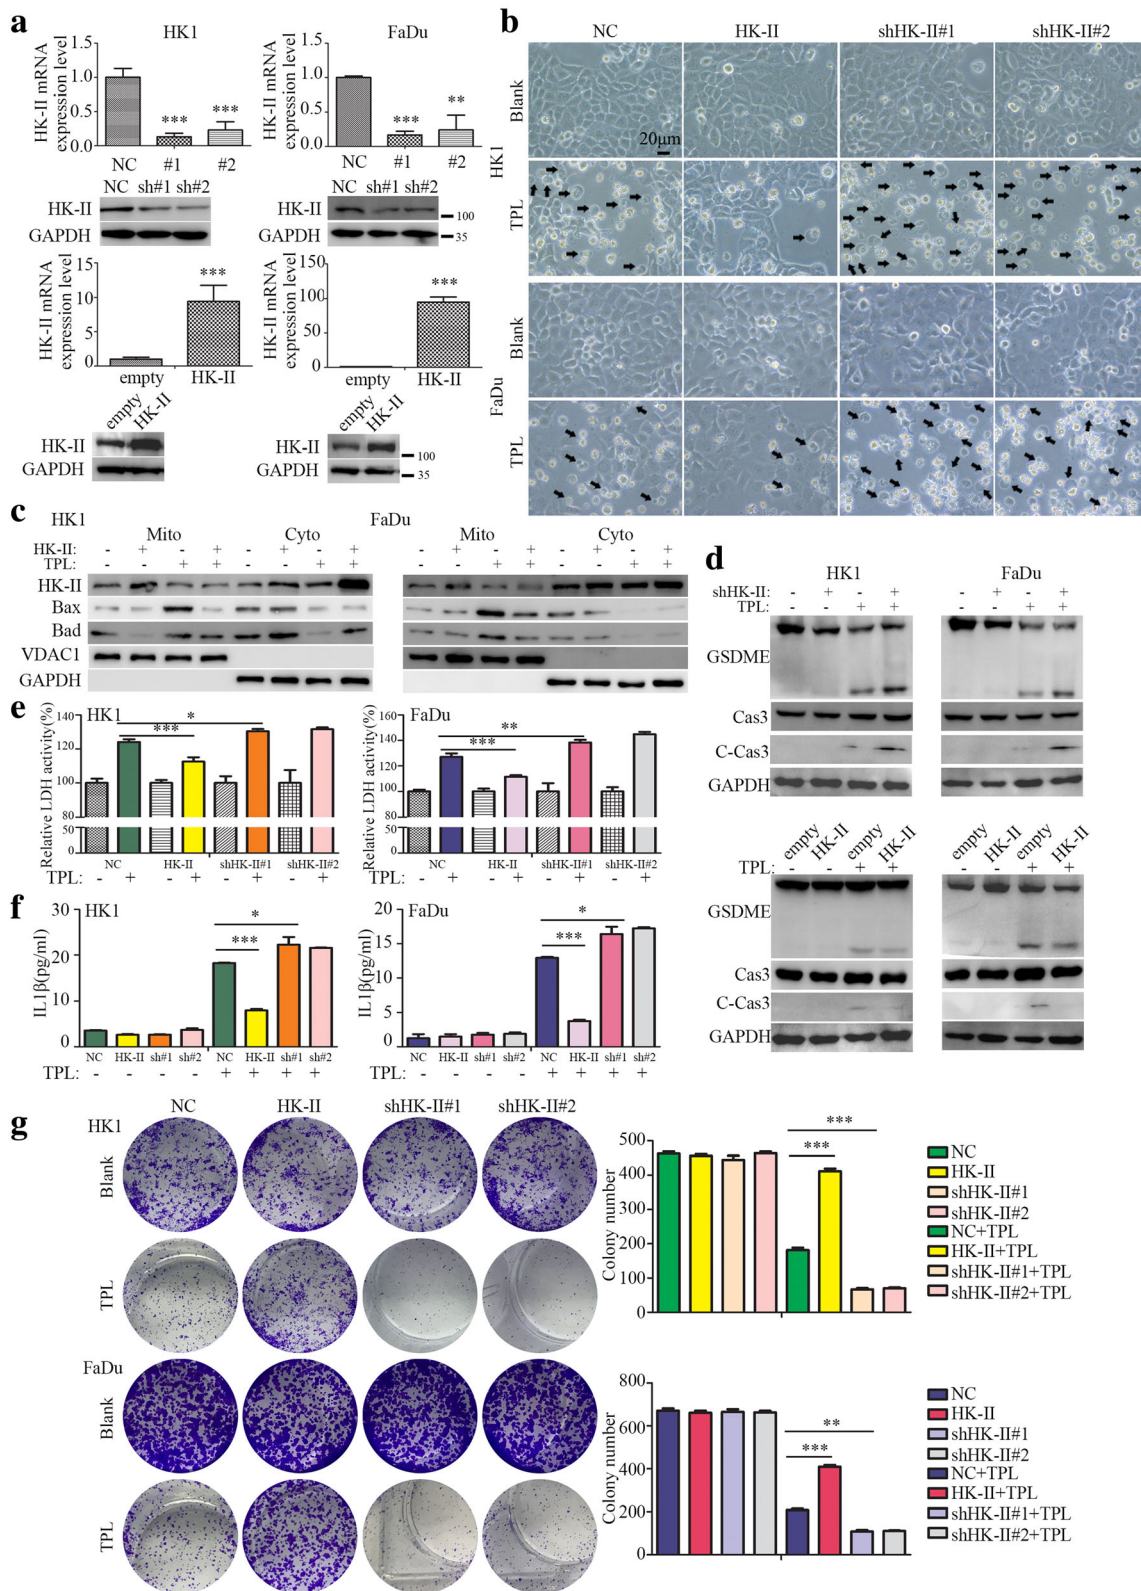 a
HK1
FaDu
HK-II mRNA
expression level
1.5
1.0
0.5
0.0
***
***
NC
#1
#2
HK-II mRNA
expression level
1.5
1.0
0.5
0.0
***
**
NC
#1
#2
NC sh#1 sh#2
HK-II
GAPDH
NC sh#1 sh#2
HK-II
GAPDH
100
35
HK-II mRNA
expression level
15
10
5
0
***
empty
HK-II
HK-II mRNA
expression level
150
100
50
0
***
empty
HK-II
empty
HK-II
HK-II
GAPDH
empty
HK-II
HK-II
GAPDH
100
35
b
NC
HK-II
shHK-II#1
shHK-II#2
HK1
Blank
20μm
TPL
FaDu
Blank
TPL
c
HK1
FaDu
Mito
Cyto
Mito
Cyto
HK-II: - + - + - + - +
TPL: - - + + - - + +
- + - + - + - +
- - + + - - + +
HK-II
Bax
Bad
VDAC1
GAPDH
d
HK1
FaDu
shHK-II: - + - +
TPL: - - + +
- + - +
- - + +
GSDME
Cas3
C-Cas3
GAPDH
empty
HK-II
empty
HK-II
empty
HK-II
empty
HK-II
TPL: - - + +
- - + +
GSDME
Cas3
C-Cas3
GAPDH
e
HK1
Relative LDH activity(%)
140
120
100
80
50
0
*
***
NC
HK-II
shHK-II#1
shHK-II#2
TPL: - + - + - + - +
FaDu
Relative LDH activity(%)
140
120
100
80
50
0
**
***
NC
HK-II
shHK-II#1
shHK-II#2
TPL: - + - + - + - +
f
HK1
IL1β(pg/ml)
30
20
10
0
*
***
NC HK-II sh#1 sh#2 NC HK-II sh#1 sh#2
TPL: - - - - + + + +
FaDu
IL1β(pg/ml)
20
15
10
5
0
*
***
NC HK-II sh#1 sh#2 NC HK-II sh#1 sh#2
TPL: - - - - + + + +
g
NC
HK-II
shHK-II#1
shHK-II#2
HK1
Blank
TPL
FaDu
Blank
TPL
Colony number
500
400
300
200
100
0
***
***
NC
HK-II
shHK-II#1
shHK-II#2
NC+TPL
HK-II+TPL
shHK-II#1+TPL
shHK-II#2+TPL
Colony number
800
600
400
200
0
**
***
NC
HK-II
shHK-II#1
shHK-II#2
NC+TPL
HK-II+TPL
shHK-II#1+TPL
shHK-II#2+TPL